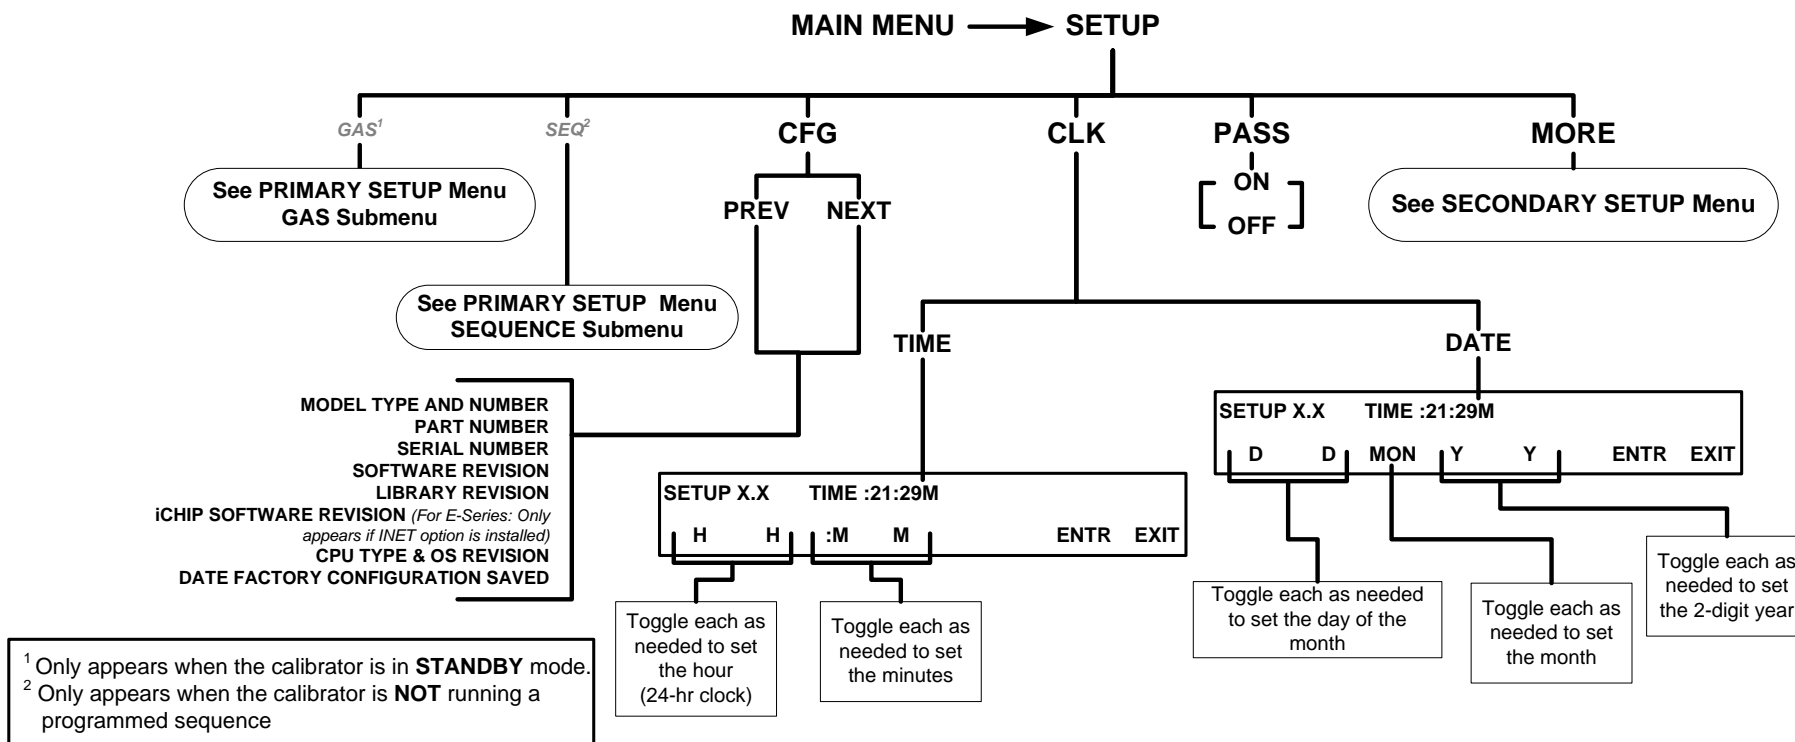 MAIN MENU SETUP
GAS1 SEQ2 CFG CLK PASS MORE
See PRIMARY SETUP Menu
GAS Submenu
PREV NEXT
ON
OFF
See SECONDARY SETUP Menu
See PRIMARY SETUP Menu
SEQUENCE Submenu
TIME
DATE
MODEL TYPE AND NUMBER
PART NUMBER
SERIAL NUMBER
SOFTWARE REVISION
LIBRARY REVISION
iCHIP SOFTWARE REVISION (For E-Series: Only
appears if INET option is installed)
CPU TYPE & OS REVISION
DATE FACTORY CONFIGURATION SAVED
SETUP X.X TIME :21:29M
H H :M M ENTR EXIT
Toggle each as
needed to set
the hour
(24-hr clock)
Toggle each as
needed to set
the minutes
SETUP X.X TIME :21:29M
D D MON Y Y ENTR EXIT
Toggle each as needed
to set the day of the
month
Toggle each as
needed to set
the month
Toggle each as
needed to set
the 2-digit year
1 Only appears when the calibrator is in STANDBY mode.
2 Only appears when the calibrator is NOT running a
programmed sequence